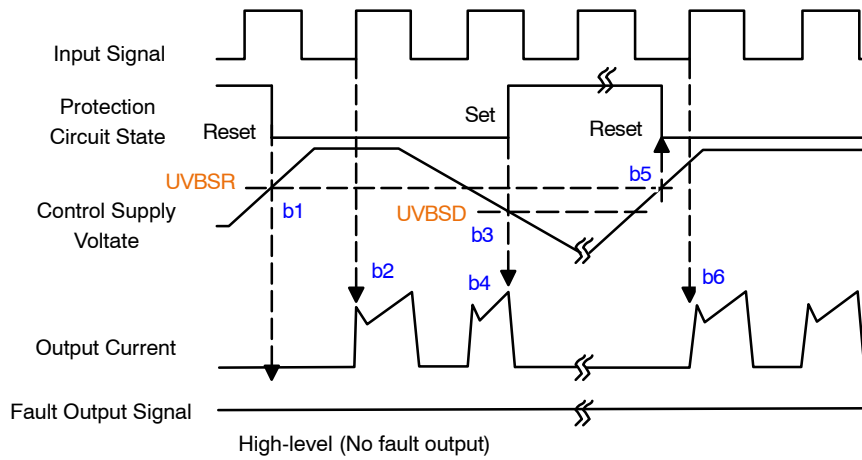 Input Signal
Protection
Circuit State
Reset
Set
Reset
UVBSR
b5
Control Supply
Voltate
b1
UVBSD
b3
b2
b4
b6
Output Current
Fault Output Signal
High-level (No fault output)